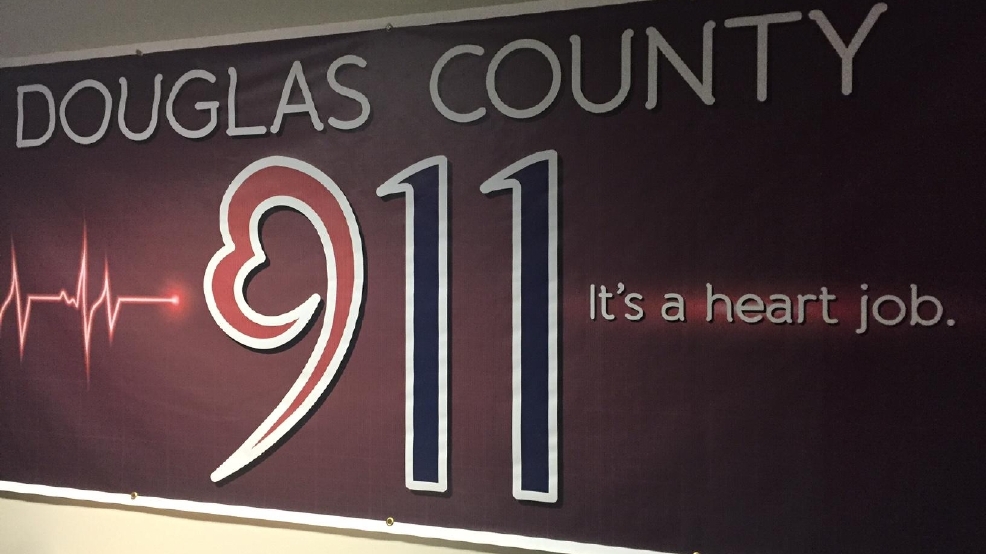 DOUGLAS COUNTY
911
It's a heart job.